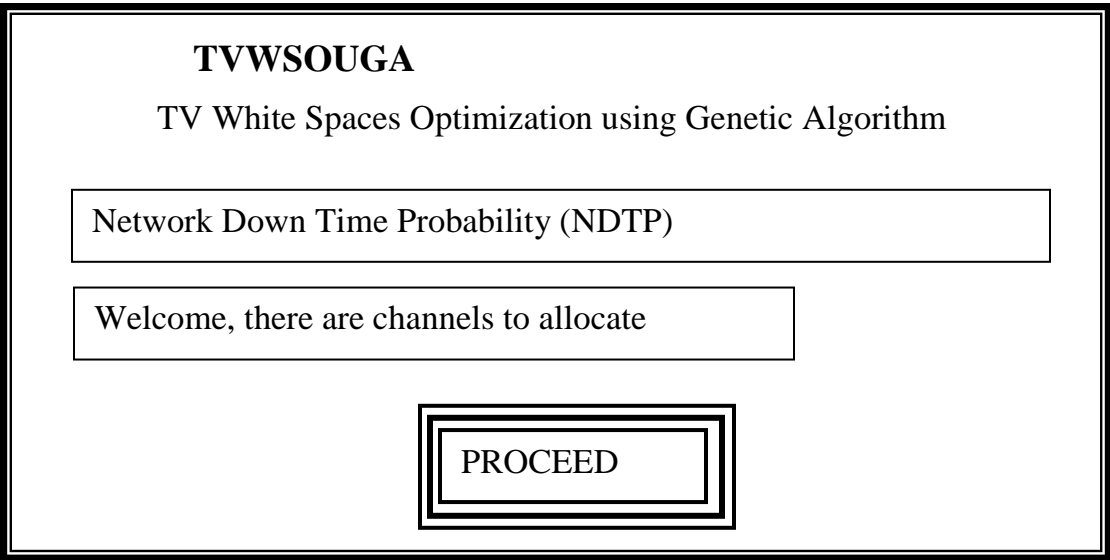 TVWSOUGA
TV White Spaces Optimization using Genetic Algorithm
Network Down Time Probability (NDTP)
Welcome, there are channels to allocate
PROCEED